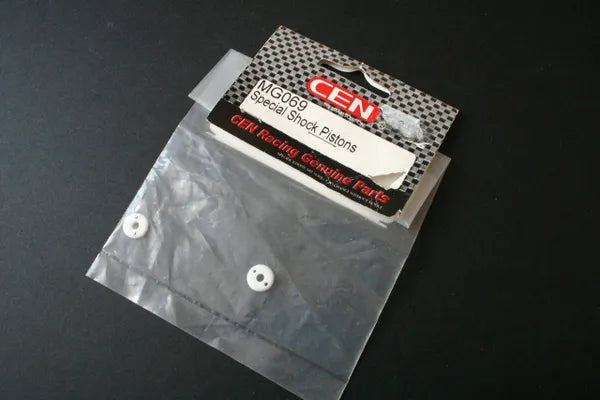 CEN
MG069
Special Shock Pistons
CEN Racing Genuine Parts